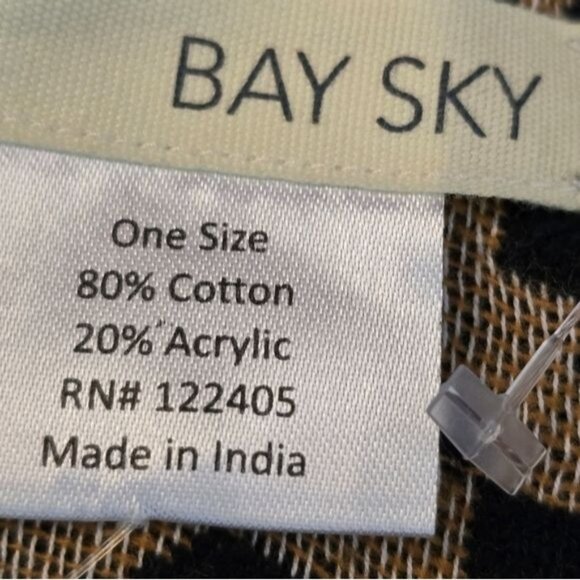 BAY SKY
One Size
80% Cotton
20% Acrylic
RN# 122405
Made in India